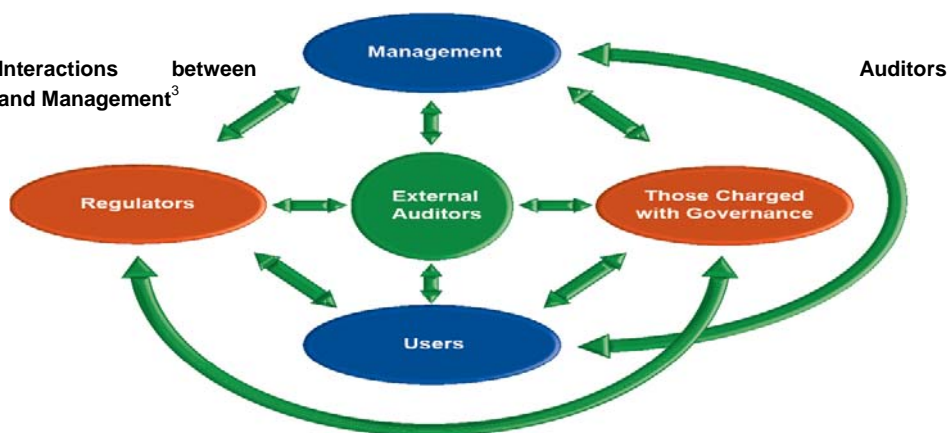 Management
Interactions between Auditors
and Management³
Regulators
External
Auditors
Those Charged
with Governance
Users